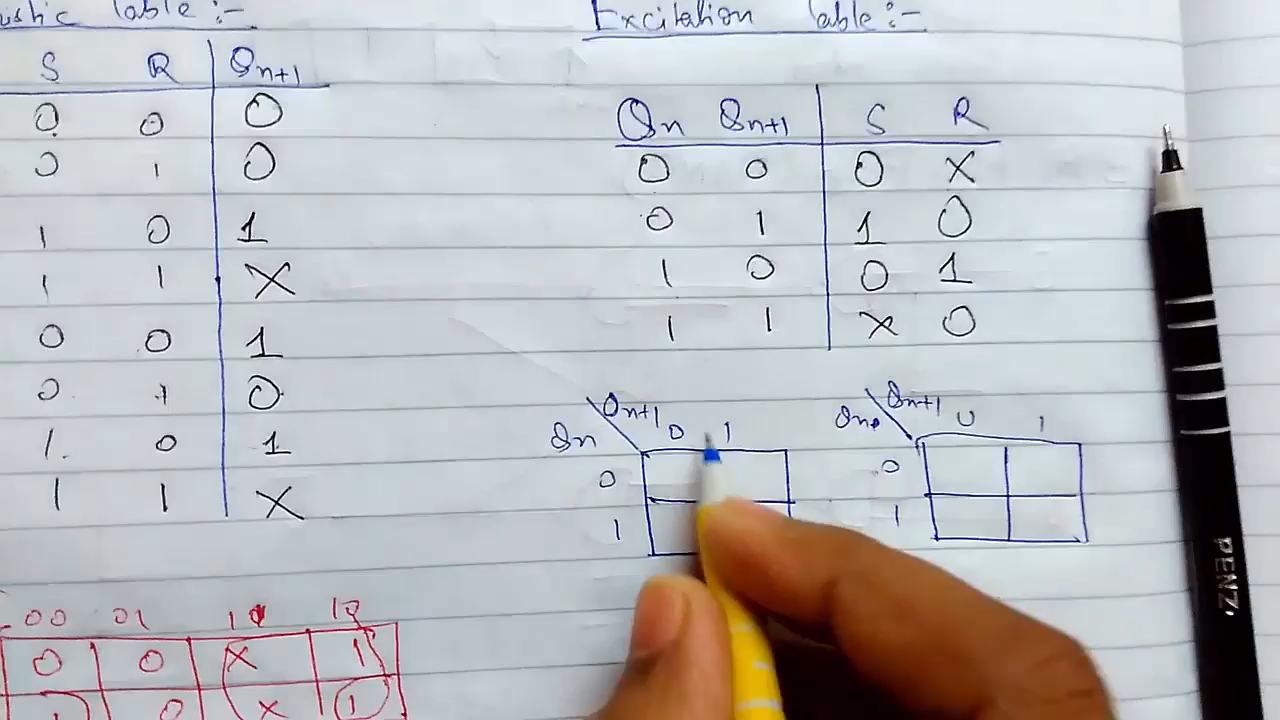 Table :-
S R Qn+1
0 0 0
0 1 0
1 0 1
1 1 X
0 0 1
0 1 0
1 0 1
1 1 X
00 01 11 10
0 0 X 1
0 X 1
Excitation Table :-
Qn Qn+1 S R
0 0 0 X
0 1 1 0
1 0 0 1
1 1 X 0
Qn+1
Qn 0 1
0
1
Qn+1
Qn 0 1
0
1
PENZ